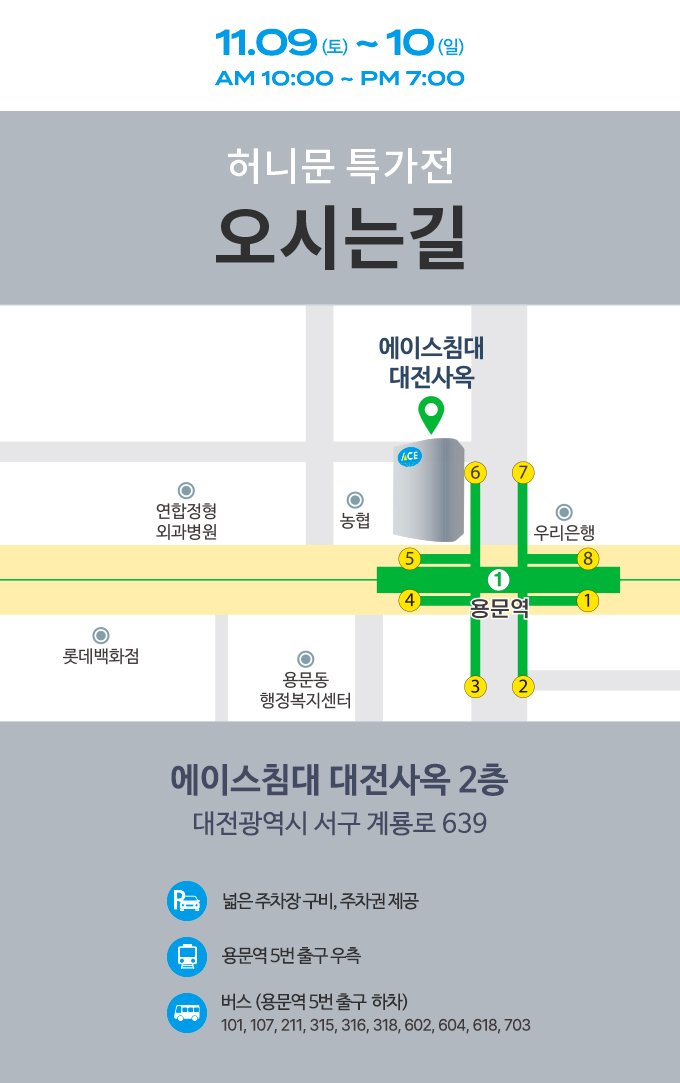 11.09 (토) ~ 10 (일)
AM 10:00 ~ PM 7:00
허니문 특가전
오시는길
에이스침대
대전사옥
ACE
6
7
연합정형
외과병원
농협
우리은행
5
8
1
4
용문역
1
롯데백화점
용문동
행정복지센터
3
2
에이스침대 대전사옥 2층
대전광역시 서구 계룡로 639
P
넓은 주차장 구비, 주차권 제공
용문역 5번 출구 우측
버스 (용문역 5번 출구 하차)
101, 107, 211, 315, 316, 318, 602, 604, 618, 703